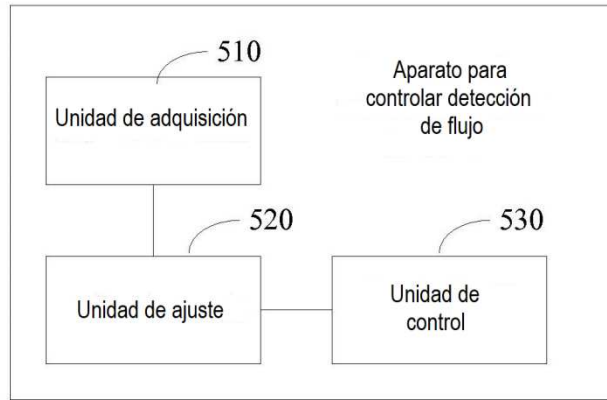 510
Unidad de adquisición
Aparato para
controlar detección
de flujo
520
Unidad de ajuste
530
Unidad de
control